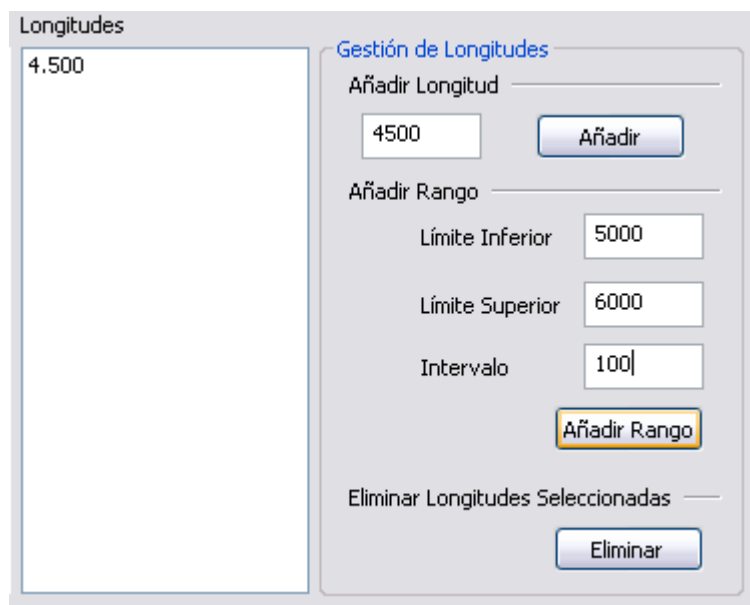 Longitudes
4.500
Gestión de Longitudes
Añadir Longitud
4500
Añadir
Añadir Rango
Límite Inferior
5000
Límite Superior
6000
Intervalo
100
Añadir Rango
Eliminar Longitudes Seleccionadas
Eliminar